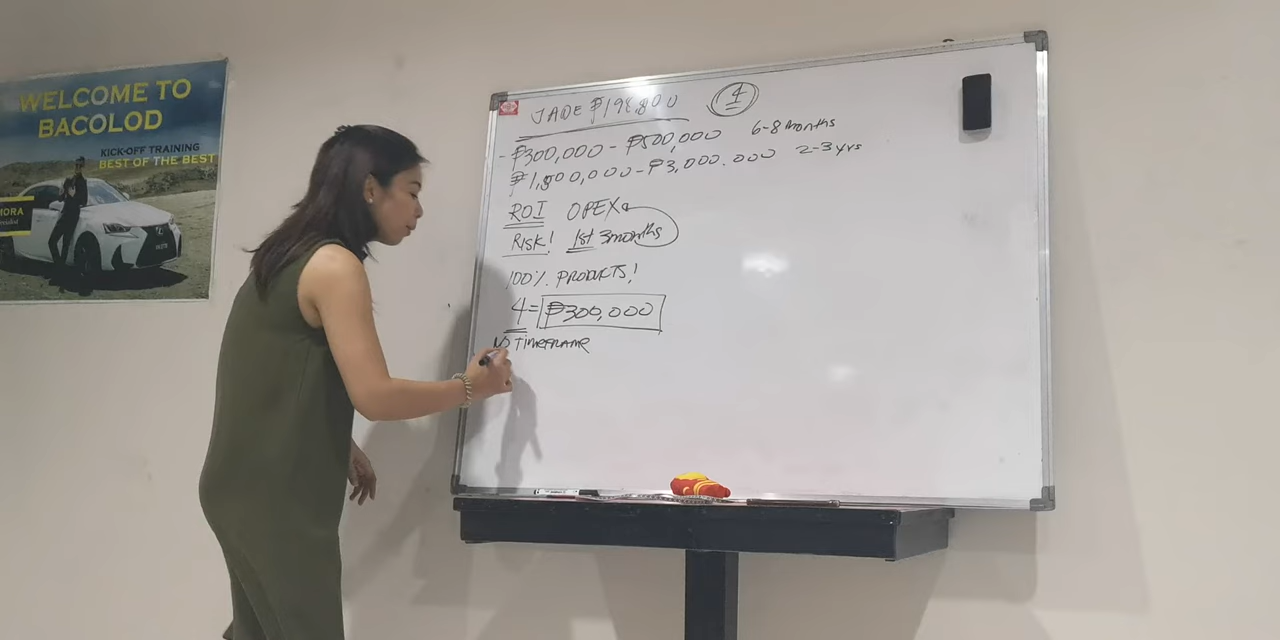 WELCOME TO
BACOLOD
KICK-OFF TRAINING
BEST OF THE BEST
MORA
JADE ₱198,800 4
- ₱300,000 - ₱500,000 6-8 months
₱1,500,000 - ₱3,000.000 2-3 yrs
ROI OPEX
RISK! 1st 3months
100% PRODUCTS!
4 = ₱300,000
NO TIMEFRAME